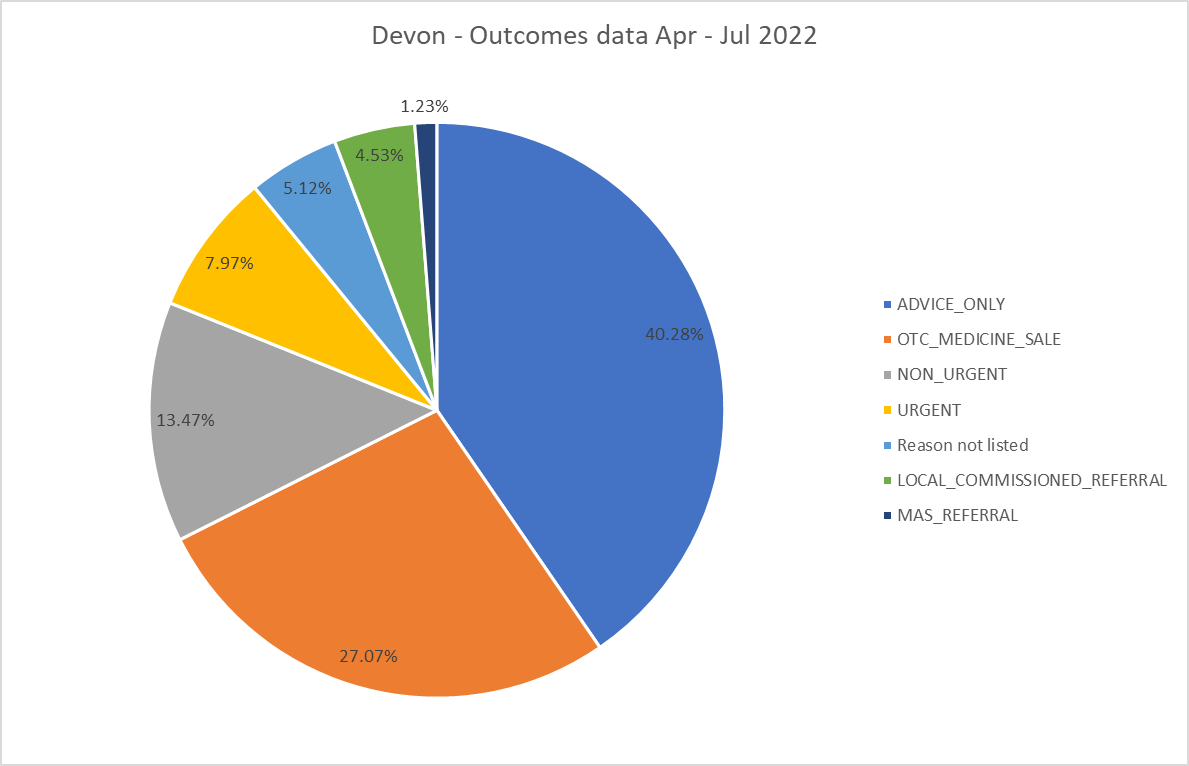 Devon - Outcomes data Apr - Jul 2022
1.23%
4.53%
5.12%
7.97%
40.28%
13.47%
27.07%
ADVICE_ONLY
OTC_MEDICINE_SALE
NON_URGENT
URGENT
Reason not listed
LOCAL_COMMISSIONED_REFERRAL
MAS_REFERRAL